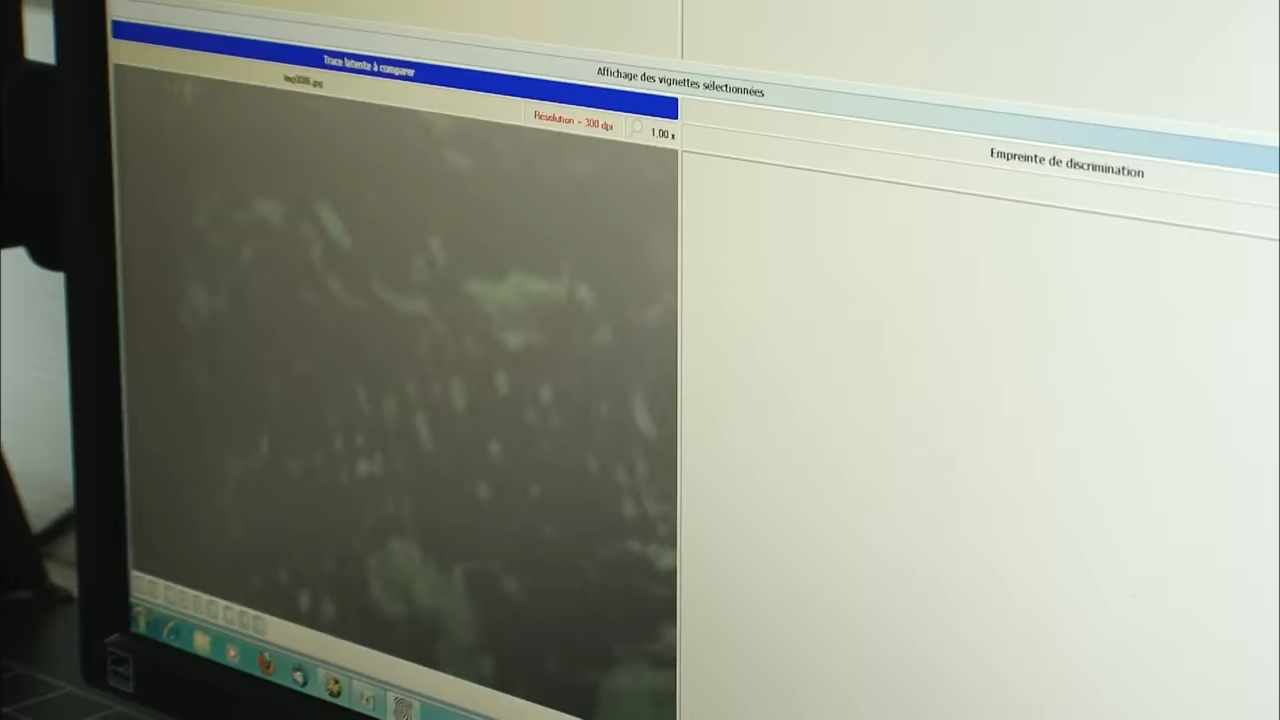 Trace latente à comparer
Affichage des vignettes sélectionnées
Résolution = 300 dpi
1,00 x
Empreinte de discrimination